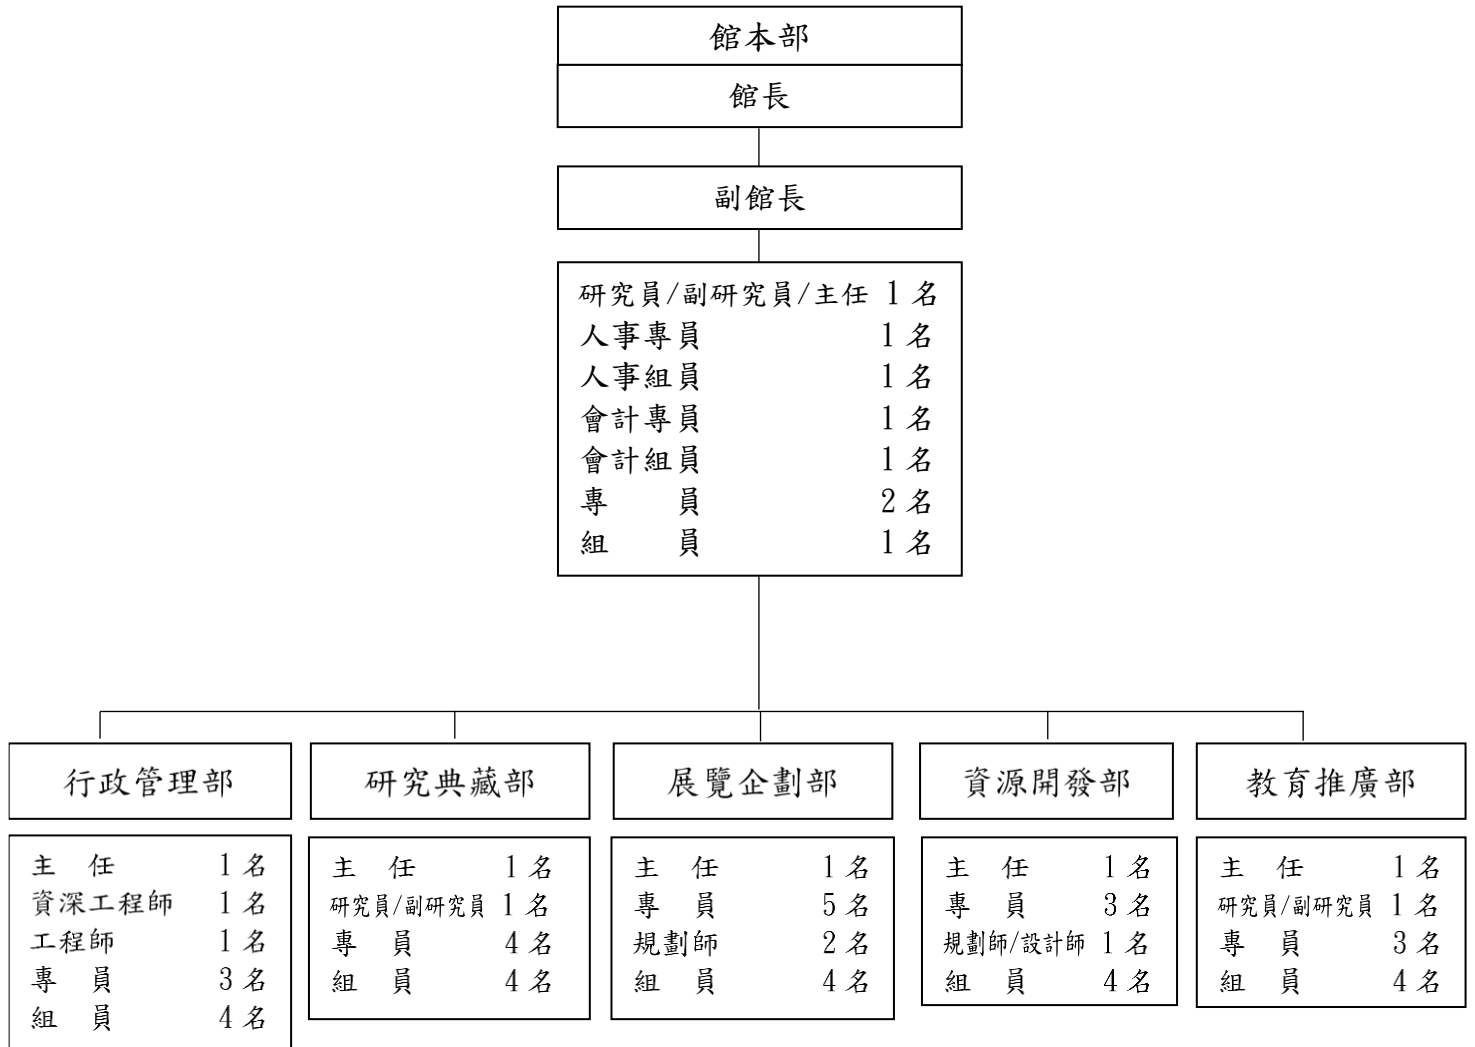 館本部
館長
副館長
研究員/副研究員/主任 1 名
人事專員 1 名
人事組員 1 名
會計專員 1 名
會計組員 1 名
專 員 2 名
組 員 1 名
行政管理部
主 任 1 名
資深工程師 1 名
工程師 1 名
專 員 3 名
組 員 4 名
研究典藏部
主 任 1 名
研究員/副研究員 1 名
專 員 4 名
組 員 4 名
展覽企劃部
主 任 1 名
專 員 5 名
規劃師 2 名
組 員 4 名
資源開發部
主 任 1 名
專 員 3 名
規劃師/設計師 1 名
組 員 4 名
教育推廣部
主 任 1 名
研究員/副研究員 1 名
專 員 3 名
組 員 4 名